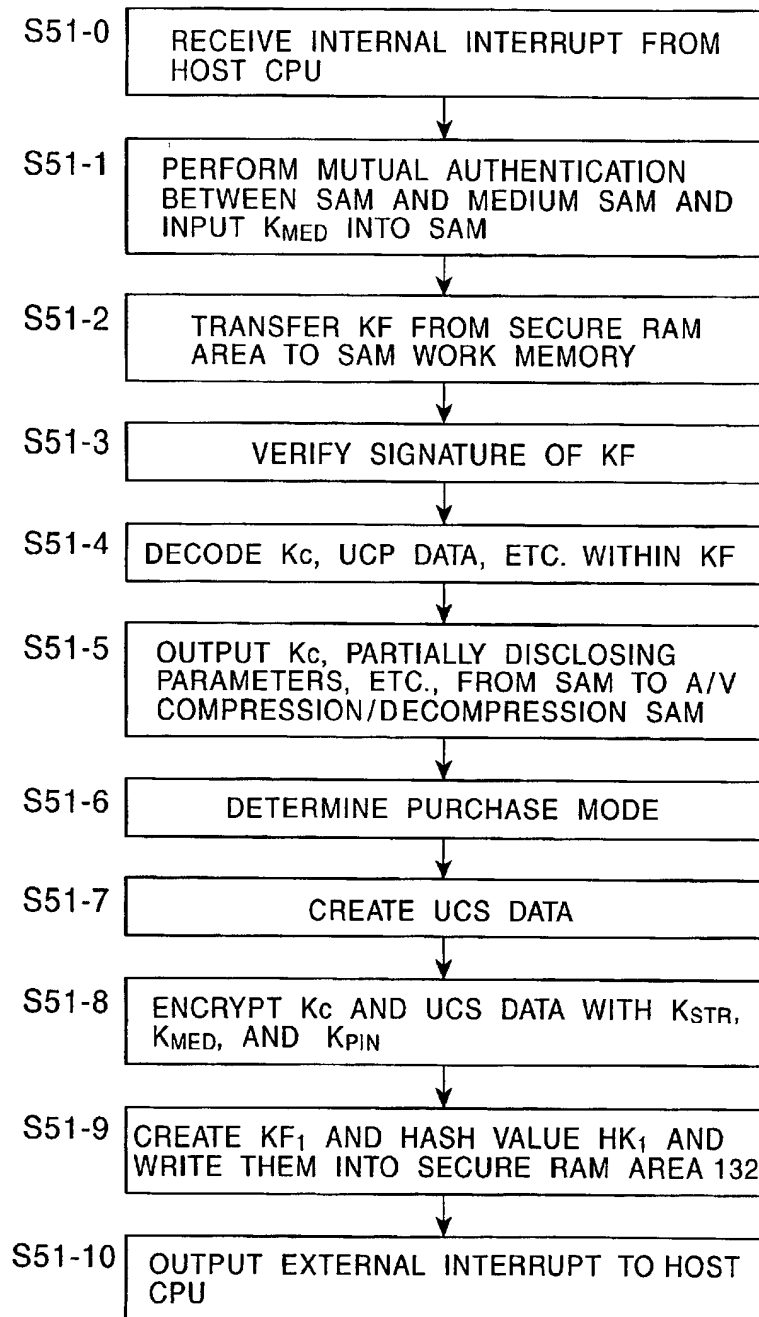 S51-0
RECEIVE INTERNAL INTERRUPT FROM
HOST CPU
S51-1
PERFORM MUTUAL AUTHENTICATION
BETWEEN SAM AND MEDIUM SAM AND
INPUT KMED INTO SAM
S51-2
TRANSFER KF FROM SECURE RAM
AREA TO SAM WORK MEMORY
S51-3
VERIFY SIGNATURE OF KF
S51-4
DECODE Kc, UCP DATA, ETC. WITHIN KF
S51-5
OUTPUT Kc, PARTIALLY DISCLOSING
PARAMETERS, ETC., FROM SAM TO A/V
COMPRESSION/DECOMPRESSION SAM
S51-6
DETERMINE PURCHASE MODE
S51-7
CREATE UCS DATA
S51-8
ENCRYPT Kc AND UCS DATA WITH KSTR,
KMED, AND KPIN
S51-9
CREATE KF1 AND HASH VALUE HK1 AND
WRITE THEM INTO SECURE RAM AREA 132
S51-10
OUTPUT EXTERNAL INTERRUPT TO HOST
CPU